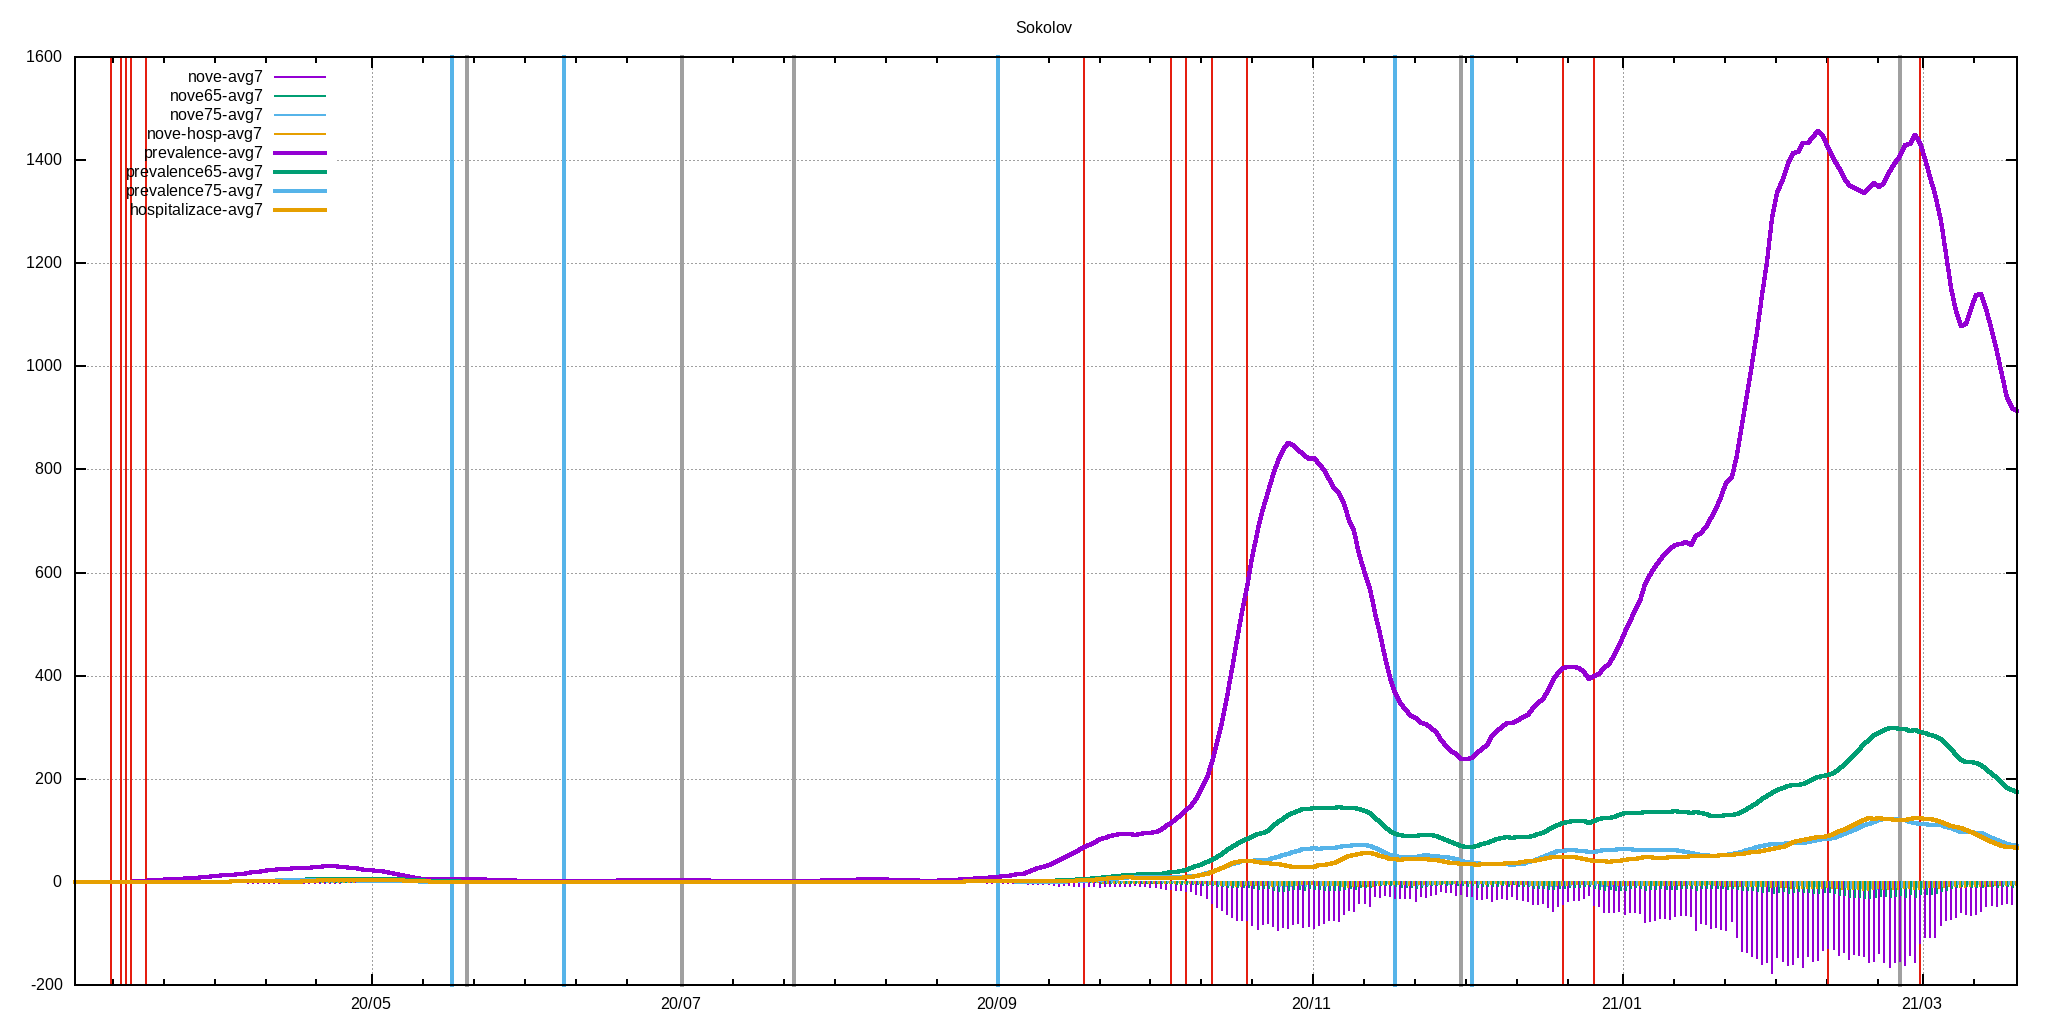 Sokolov
1600
1400
1200
1000
800
600
400
200
0
-200
nove-avg7
nove65-avg7
nove75-avg7
nove-hosp-avg7
prevalence-avg7
prevalence65-avg7
prevalence75-avg7
hospitalizace-avg7
20/05
20/07
20/09
20/11
21/01
21/03